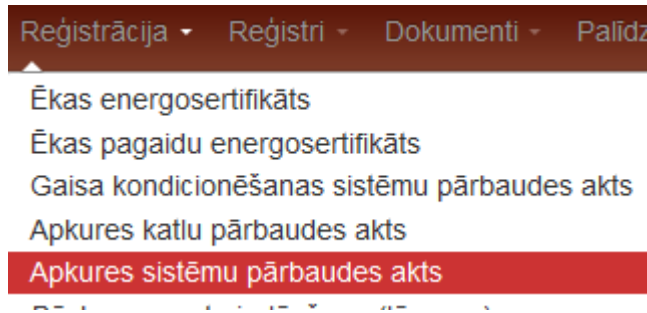 Reģistrācija Reģistri Dokumenti
Ēkas energosertifikāts
Ēkas pagaidu energosertifikāts
Gaisa kondicionēšanas sistēmu pārbaudes akts
Apkures katlu pārbaudes akts
Apkures sistēmu pārbaudes akts